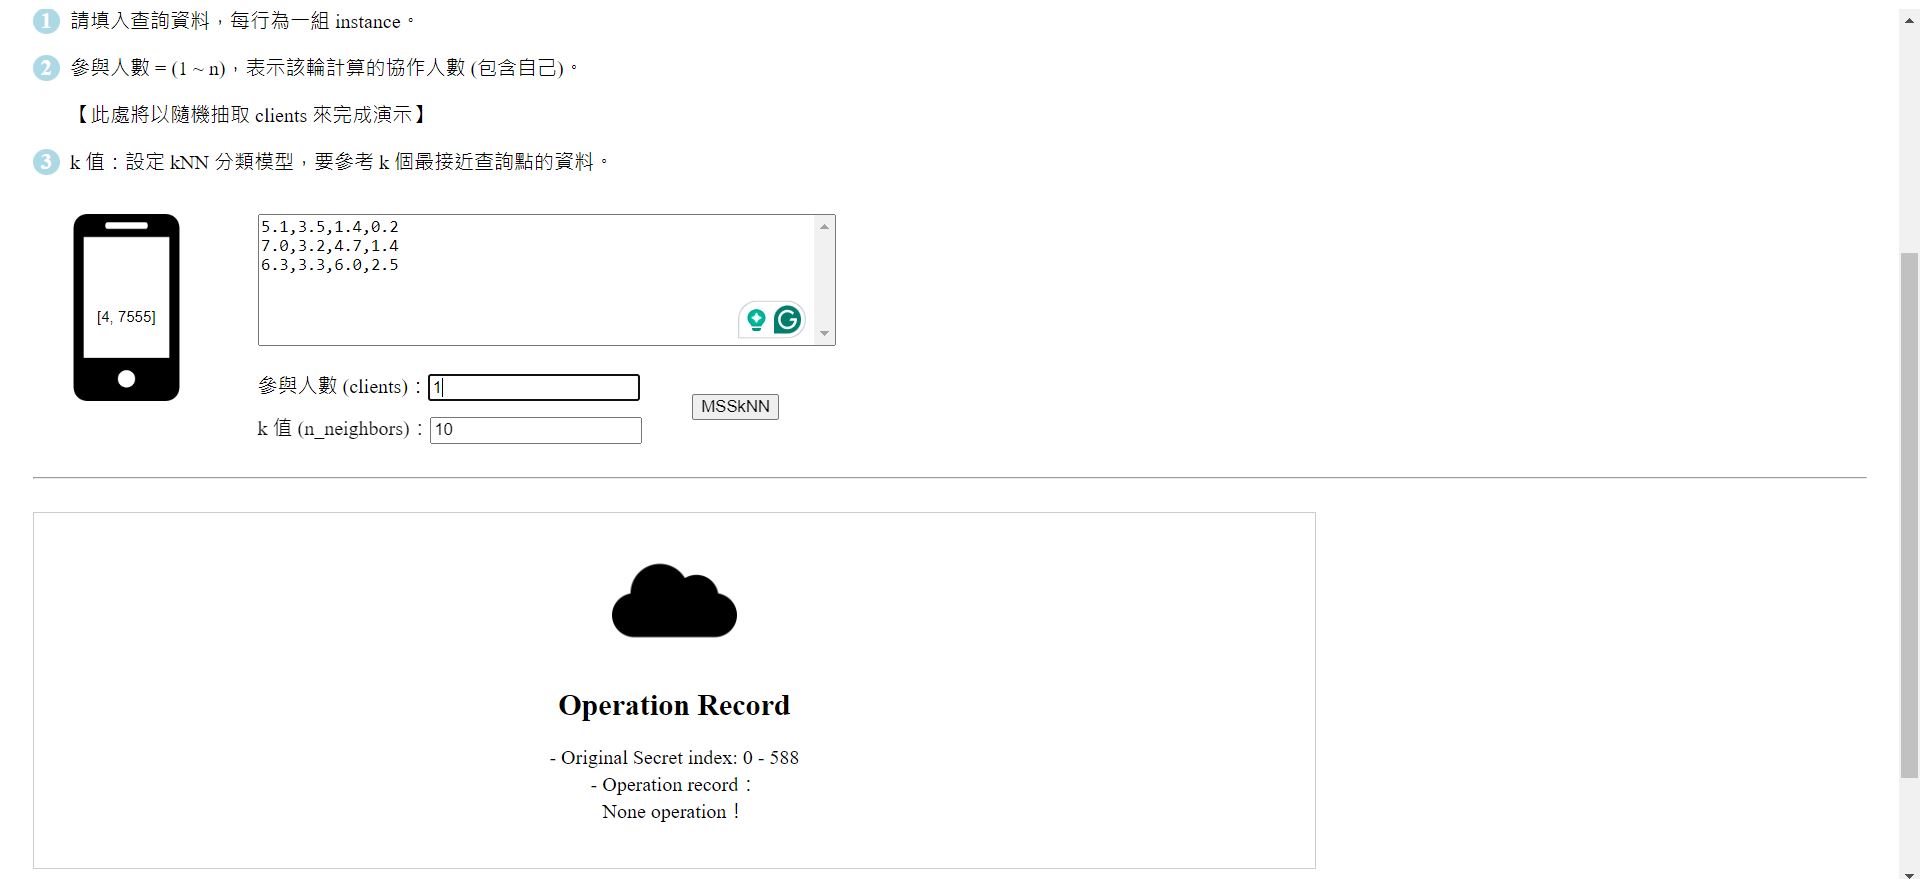 1 請填入查詢資料，每行為一組 instance。
2 參與人數 = (1 ~ n)，表示該輪計算的協作人數 (包含自己)。
【此處將以隨機抽取 clients 來完成演示】
3 k 值：設定 kNN 分類模型，要參考 k 個最接近查詢點的資料。
[4, 7555]
5.1,3.5,1.4,0.2
7.0,3.2,4.7,1.4
6.3,3.3,6.0,2.5
參與人數 (clients)：1
k 值 (n_neighbors)：10
MSSkNN
Operation Record
- Original Secret index: 0 - 588
- Operation record：
None operation！